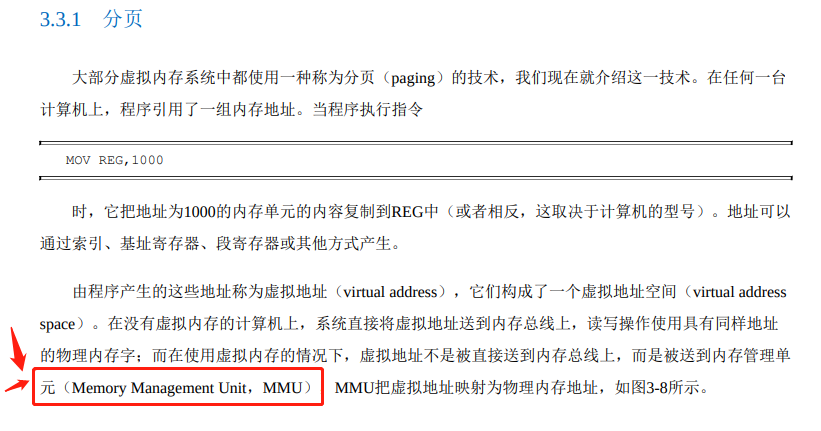 3.3.1 分页
大部分虚拟内存系统中都使用一种称为分页（paging）的技术，我们现在就介绍这一技术。在任何一台
计算机上，程序引用了一组内存地址。当程序执行指令
MOV REG,1000
时，它把地址为1000的内存单元的内容复制到REG中（或者相反，这取决于计算机的型号）。地址可以
通过索引、基址寄存器、段寄存器或其他方式产生。
由程序产生的这些地址称为虚拟地址（virtual address），它们构成了一个虚拟地址空间（virtual address
space）。在没有虚拟内存的计算机上，系统直接将虚拟地址送到内存总线上，读写操作使用具有同样地址
的物理内存字；而在使用虚拟内存的情况下，虚拟地址不是被直接送到内存总线上，而是被送到内存管理单
元（Memory Management Unit，MMU） MMU把虚拟地址映射为物理内存地址，如图3-8所示。